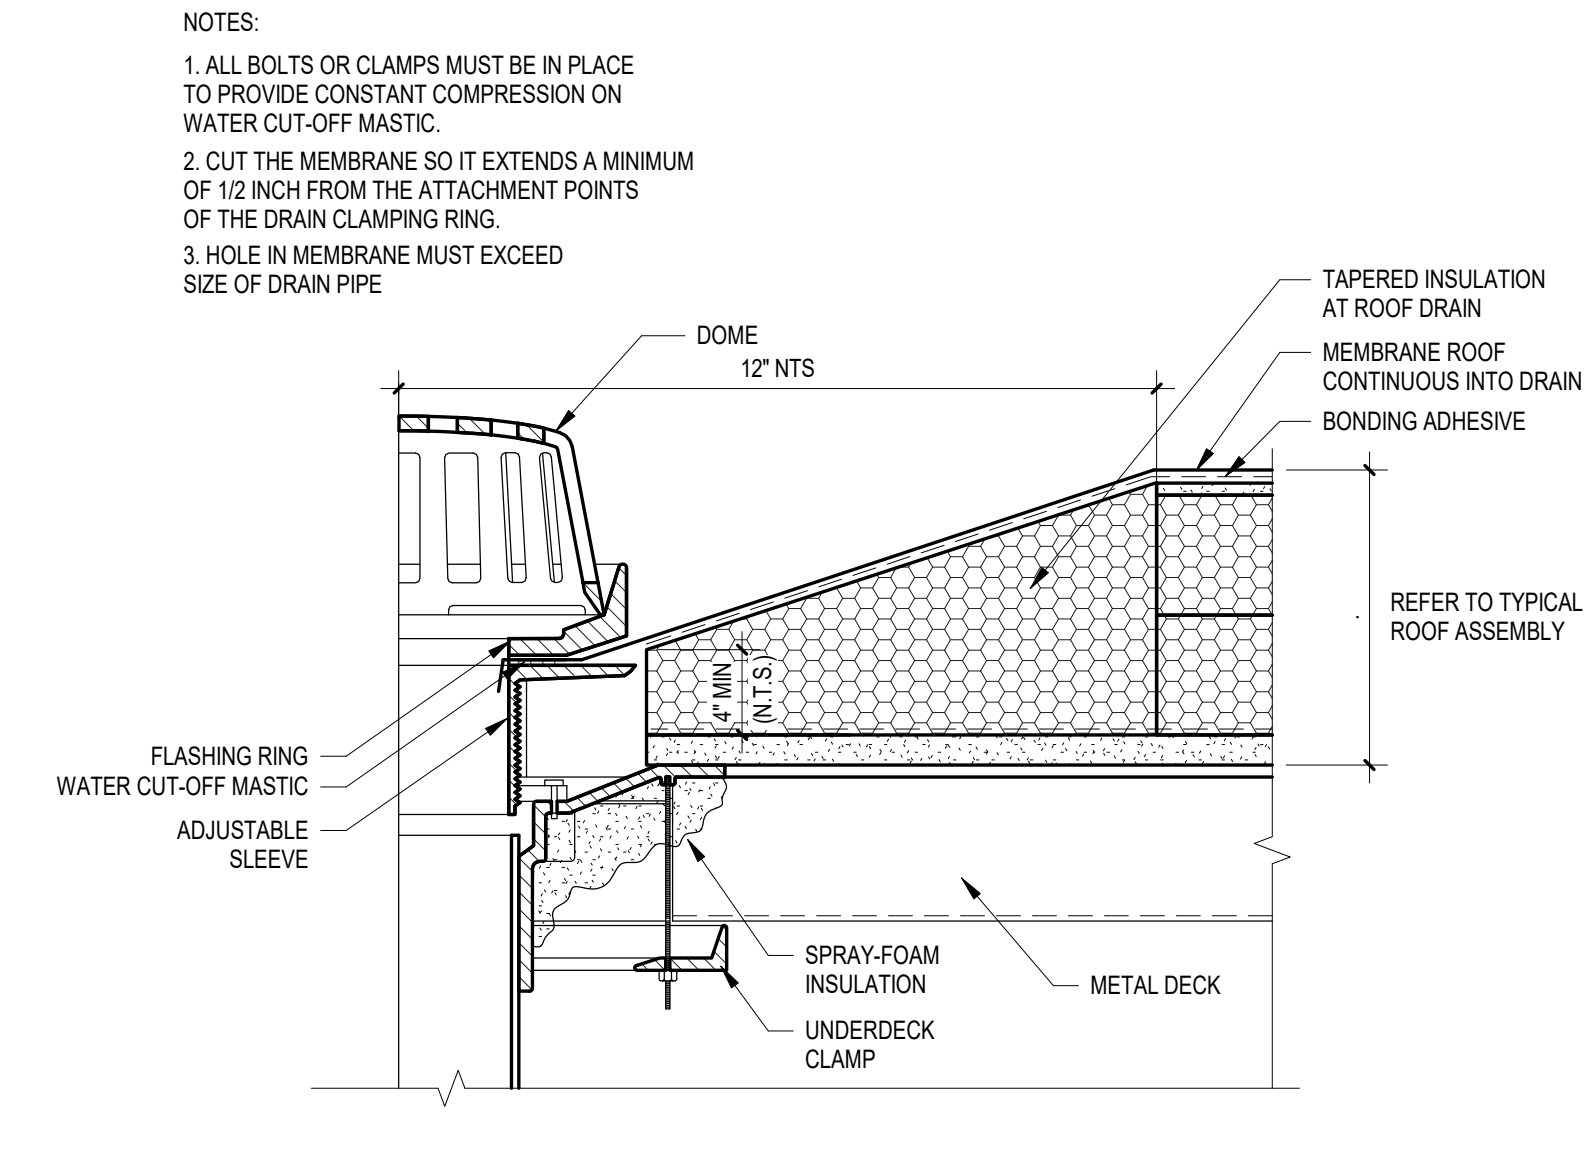 NOTES:
1. ALL BOLTS OR CLAMPS MUST BE IN PLACE
TO PROVIDE CONSTANT COMPRESSION ON
WATER CUT-OFF MASTIC.
2. CUT THE MEMBRANE SO IT EXTENDS A MINIMUM
OF 1/2 INCH FROM THE ATTACHMENT POINTS
OF THE DRAIN CLAMPING RING.
3. HOLE IN MEMBRANE MUST EXCEED
SIZE OF DRAIN PIPE
TAPERED INSULATION
AT ROOF DRAIN
DOME
12" NTS
MEMBRANE ROOF
CONTINUOUS INTO DRAIN
BONDING ADHESIVE
REFER TO TYPICAL
ROOF ASSEMBLY
4" MIN
(N.T.S.)
FLASHING RING
WATER CUT-OFF MASTIC
ADJUSTABLE
SLEEVE
SPRAY-FOAM
INSULATION
METAL DECK
UNDERDECK
CLAMP